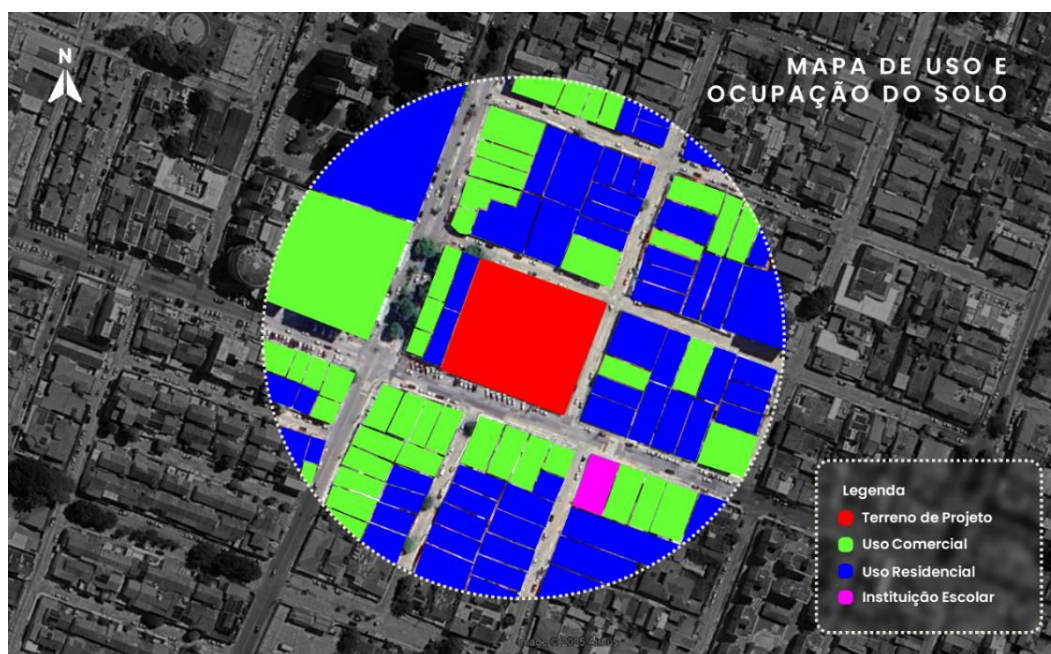 N
MAPA DE USO E
OCUPAÇÃO DO SOLO
Legenda
Terreno de Projeto
Uso Comercial
Uso Residencial
Instituição Escolar